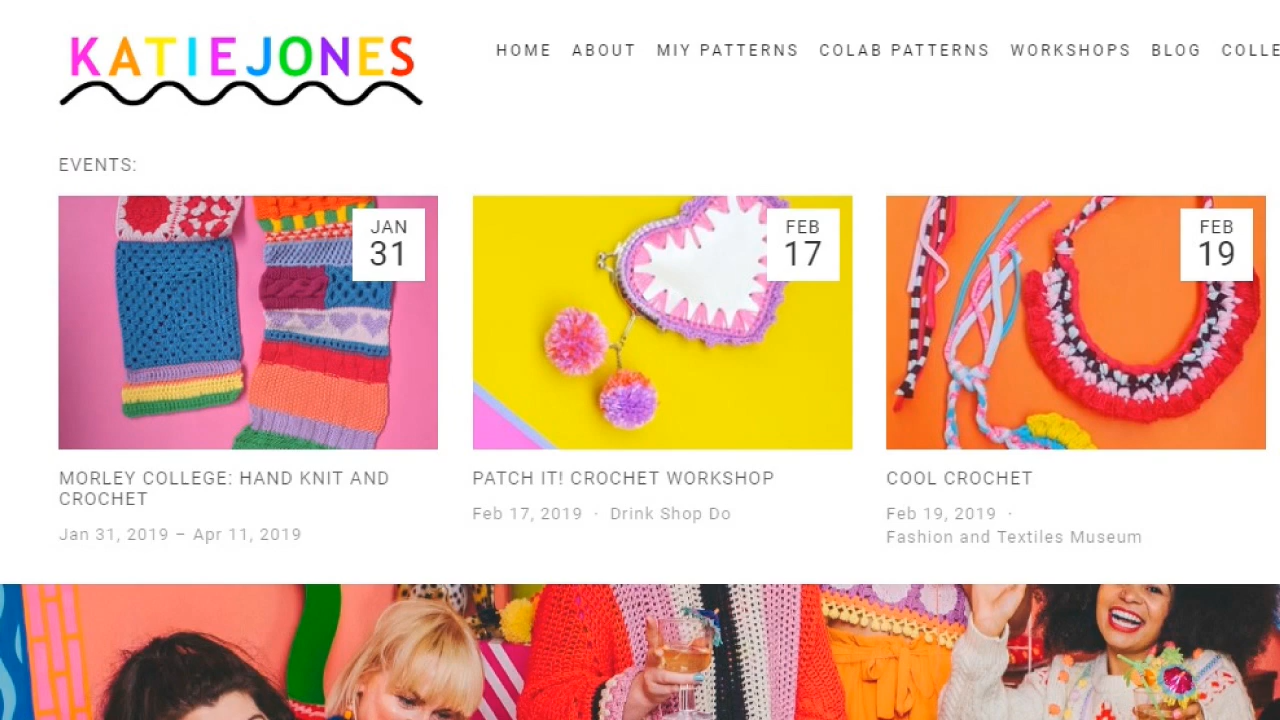 KATIEJONES
HOME ABOUT MIY PATTERNS COLAB PATTERNS WORKSHOPS BLOG COLLE
EVENTS:
JAN
31
FEB
17
FEB
19
MORLEY COLLEGE: HAND KNIT AND
CROCHET
Jan 31, 2019 – Apr 11, 2019
PATCH IT! CROCHET WORKSHOP
Feb 17, 2019 · Drink Shop Do
COOL CROCHET
Feb 19, 2019 ·
Fashion and Textiles Museum